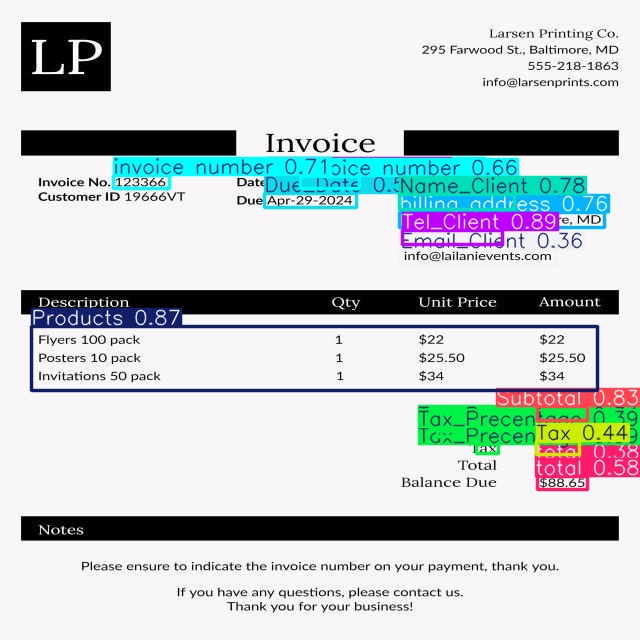 LP
Larsen Printing Co.
295 Farwood St., Baltimore, MD
555-218-1863
info@larsenprints.com
Invoice
invoice_number 0.71
oice_number 0.66
Invoice No. 123366
Date
Due_Date 0.5
Name_Client 0.78
Customer ID 19666VT
Due Apr-29-2024
billing_address 0.76
Tel_Client 0.89
re, MD
Email_Client 0.36
info@lailanievents.com
Description Qty Unit Price Amount
Products 0.87
Flyers 100 pack 1 $22 $22
Posters 10 pack 1 $25.50 $25.50
Invitations 50 pack 1 $34 $34
Subtotal 0.83
Tax_Precentage 0.39
Tax_Precen
Tax 0.44
Tax
total 0.38
Total
total 0.58
Balance Due $88.65
Notes
Please ensure to indicate the invoice number on your payment, thank you.
If you have any questions, please contact us.
Thank you for your business!